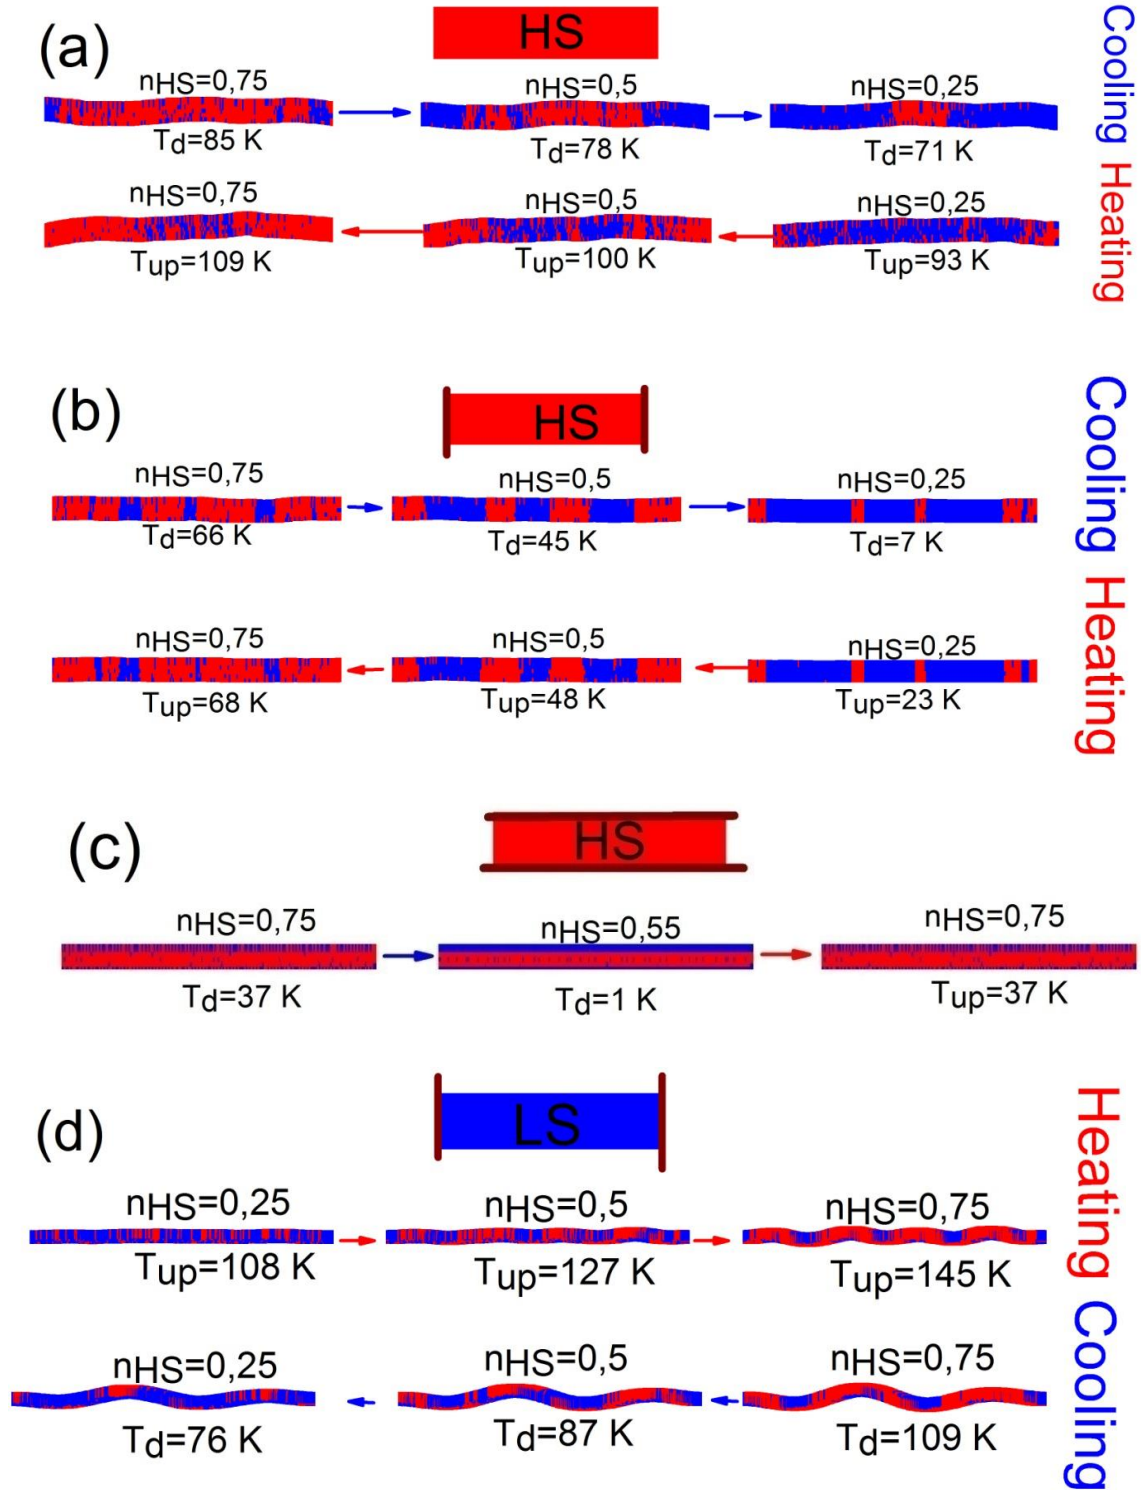 (a)
HS
Cooling
nHS=0,75
nHS=0,5
nHS=0,25
Td=85 K
Td=78 K
Td=71 K
Heating
nHS=0,75
nHS=0,5
nHS=0,25
Tup=109 K
Tup=100 K
Tup=93 K
(b)
HS
Cooling
nHS=0,75
nHS=0,5
nHS=0,25
Td=66 K
Td=45 K
Td=7 K
Heating
nHS=0,75
nHS=0,5
nHS=0,25
Tup=68 K
Tup=48 K
Tup=23 K
(c)
HS
nHS=0,75
nHS=0,55
nHS=0,75
Td=37 K
Td=1 K
Tup=37 K
(d)
LS
Heating
nHS=0,25
nHS=0,5
nHS=0,75
Tup=108 K
Tup=127 K
Tup=145 K
Cooling
nHS=0,25
nHS=0,5
nHS=0,75
Td=76 K
Td=87 K
Td=109 K